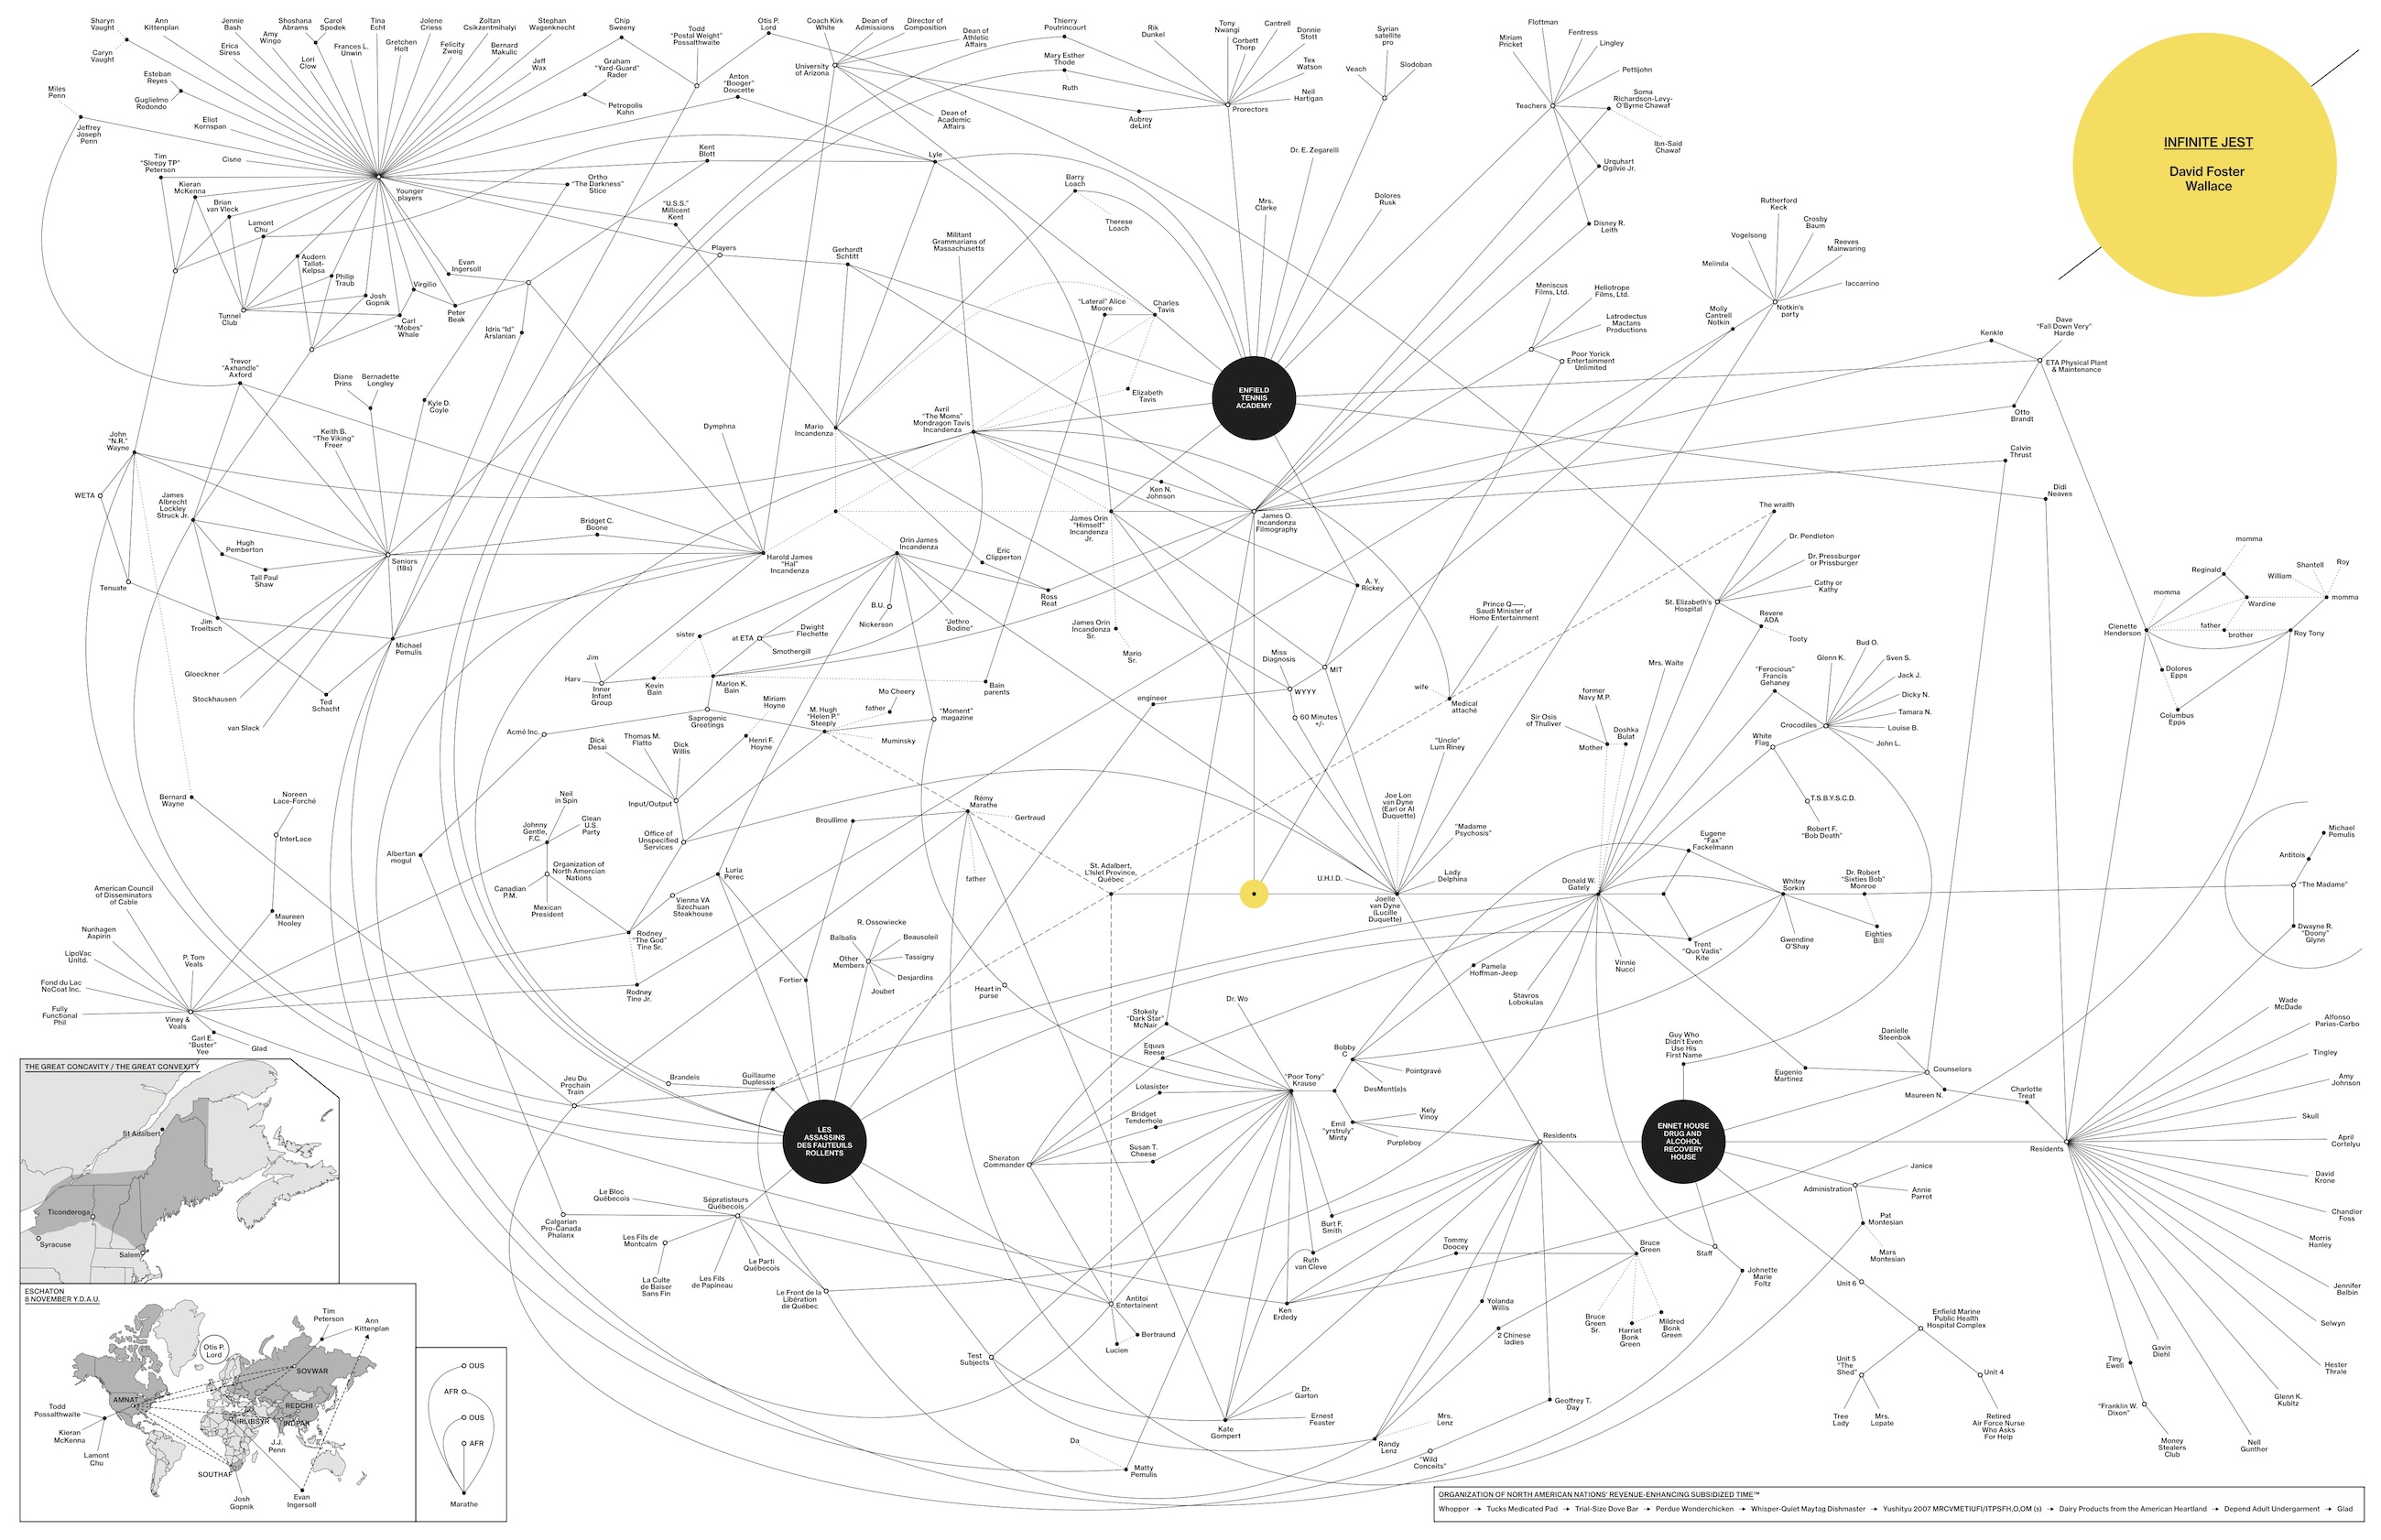 Sharyn
Vaught
Caryn
Vaught
Ann
Kittenplan
Jennie
Bash
Erica
Siress
Amy
Wingo
Shoshana
Abrams
Carol
Spodek
Lori
Clow
Frances L.
Unwin
Tina
Echt
Gretchen
Holt
Jolene
Criess
Felicity
Zweig
Zoltan
Csikzentmihalyi
Bernard
Makulic
Stephan
Wagenknecht
Jeff
Wax
Chip
Sweeny
Graham
"Yard-Guard"
Rader
Petropolis
Kahn
Todd
"Postal Weight"
Possalthwaite
Otis P.
Lord
Anton
"Booger"
Doucette
Coach Kirk
White
Dean of
Admissions
Director of
Composition
Dean of
Athletic
Affairs
University
of Arizona
Dean of
Academic
Affairs
Thierry
Poutrincourt
Mary Esther
Thode
Ruth
Rik
Dunkel
Tony
Nwangi
Corbett
Thorp
Cantrell
Donnie
Stott
Tex
Watson
Neil
Hartigan
Prorectors
Aubrey
deLint
Syrian
satellite
pro
Veach
Slodoban
Flottman
Miriam
Pricket
Fentress
Lingley
Pettijohn
Teachers
Soma
Richardson-Levy-
O'Byrne Chawaf
Ibn-Said
Chawaf
Urquhart
Ogilvie Jr.
Disney R.
Leith
INFINITE JEST
David Foster
Wallace
Miles
Penn
Jeffrey
Joseph
Penn
Esteban
Reyes
Guglielmo
Redondo
Eliot
Kornspan
Cisne
Tim
"Sleepy TP"
Peterson
Kieran
McKenna
Brian
van Vleck
Lamont
Chu
Younger
players
Audern
Tallat-
Kelpsa
Philip
Traub
Josh
Gopnik
Virgilio
Carl
"Mobes"
Whale
Evan
Ingersoll
Peter
Beak
Idris "Id"
Arslanian
Tunnel
Club
Ortho
"The Darkness"
Stice
Kent
Blott
"U.S.S."
Millicent
Kent
Players
Lyle
Gerhardt
Schtitt
Barry
Loach
Therese
Loach
Militant
Grammarians of
Massachusetts
Mrs.
Clarke
Dr. E. Zegarelli
Dolores
Rusk
"Lateral" Alice
Moore
Charles
Tavis
Elizabeth
Tavis
ENFIELD
TENNIS
ACADEMY
Meniscus
Films, Ltd.
Heliotrope
Films, Ltd.
Latrodectus
Mactans
Productions
Poor Yorick
Entertainment
Unlimited
Rutherford
Keck
Vogelsong
Crosby
Baum
Reeves
Mainwaring
Melinda
Iaccarino
Notkin's
party
Molly
Cantrell
Notkin
Kenkle
Dave
"Fall Down Very"
Harde
ETA Physical Plant
& Maintenance
Otto
Brandt
Calvin
Thrust
Didi
Neaves
Trevor
"Axhandle"
Axford
Diane
Prins
Bernadette
Longley
Kyle D.
Coyle
Keith B.
"The Viking"
Freer
John
"N.R."
Wayne
WETA
James
Albrecht
Lockley
Struck Jr.
Hugh
Pemberton
Tall Paul
Shaw
Tenuate
Jim
Troeltsch
Seniors
(18s)
Michael
Pemulis
Gloeckner
Stockhausen
van Slack
Ted
Schacht
Bridget C.
Boone
Dymphna
Harold James
"Hal"
Incandenza
Mario
Incandenza
Avril
"The Moms"
Mondragon Tavis
Incandenza
Orin James
Incandenza
Eric
Clipperton
Ross
Reat
Ken N.
Johnson
James Orin
"Himself"
Incandenza
Jr.
James O.
Incandenza
Filmography
James Orin
Incandenza
Sr.
Mario
Sr.
A. Y.
Rickey
MIT
Miss
Diagnosis
WYYY
60 Minutes
+/-
engineer
B.U.
Nickerson
"Jethro
Bodine"
at ETA
Dwight
Flechette
Smothergill
sister
Jim
Harv
Inner
Infant
Group
Kevin
Bain
Marlon K.
Bain
Bain
parents
Saprogenic
Greetings
Acmé Inc.
Miriam
Hoyne
Henri F.
Hoyne
M. Hugh
"Helen P."
Steeply
Mo Cheery
father
Muminsky
"Moment"
magazine
Dick
Desai
Thomas M.
Flatto
Dick
Willis
Input/Output
Office of
Unspecified
Services
The wraith
Prince Q—,
Saudi Minister of
Home Entertainment
wife
Medical
attaché
St. Elizabeth's
Hospital
Dr. Pendleton
Dr. Pressburger
or Prissburger
Cathy or
Kathy
Revere
ADA
Tooty
Mrs. Waite
"Ferocious"
Francis
Gehaney
Glenn K.
Bud O.
Sven S.
Jack J.
Dicky N.
Tamara N.
Louise B.
John L.
Crocodiles
White
Flag
T.S.B.Y.S.C.D.
Robert F.
"Bob Death"
former
Navy M.P.
Sir Osis
of Thuliver
Mother
Doshka
Bulat
"Uncle"
Lum Riney
Joe Lon
van Dyne
(Earl or Al
Duquette)
"Madame
Psychosis"
Lady
Delphina
U.H.I.D.
Joelle
van Dyne
(Lucille
Duquette)
Donald W.
Gately
Eugene
"Fax"
Fackelmann
Trent
"Quo Vadis"
Kite
Whitey
Sorkin
Gwendine
O'Shay
Dr. Robert
"Sixties Bob"
Monroe
Eighties
Bill
Vinnie
Nucci
Pamela
Hoffman-Jeep
Stavros
Lobokulas
momma
Reginald
William
Shantell
Roy
momma
Wardine
momma
Clenette
Henderson
father
brother
Roy Tony
Dolores
Epps
Columbus
Epps
Michael
Pemulis
Antitois
"The Madame"
Dwayne R.
"Doony"
Glynn
Bernard
Wayne
Noreen
Lace-Forché
InterLace
Maureen
Hooley
Neil
in Spin
Johnny
Gentle,
F.C.
Clean
U.S.
Party
Organization of
North Amercian
Nations
Canadian
P.M.
Mexican
President
Albertan
mogul
Rodney
"The God"
Tine Sr.
Rodney
Tine Jr.
Vienna VA
Szechuan
Steakhouse
Luria
Perec
Broullîme
Rémy
Marathe
Gertraud
father
Fortier
R. Ossowiecke
Balbalis
Beausoleil
Tassigny
Desjardins
Joubet
Other
Members
Heart in
purse
St. Adalbert,
L'Islet Province,
Québec
American Council
of Disseminators
of Cable
Nunhagen
Aspirin
LipoVac
Unltd.
Fond du Lac
NoCoat Inc.
Fully
Functional
Phil
P. Tom
Veals
Viney &
Veals
Carl E.
"Buster"
Yee
Glad
Jeu Du
Prochain
Train
Brandeis
Guillaume
Duplessis
LES
ASSASSINS
DES FAUTEUILS
ROLLENTS
Stokely
"Dark Star"
McNair
Equus
Reese
Lolasister
Bridget
Tenderhole
Susan T.
Cheese
Sheraton
Commander
Dr. Wo
"Poor Tony"
Krause
Bobby
C
Pointgravé
DesMont(e)s
Emil
"yrstruly"
Minty
Kely
Vinoy
Purpleboy
Residents
Guy Who
Didn't Even
Use His
First Name
ENNET HOUSE
DRUG AND
ALCOHOL
RECOVERY
HOUSE
Eugenio
Martinez
Danielle
Steenbok
Counselors
Maureen N.
Charlotte
Treat
Residents
Wade
McDade
Alfonso
Parias-Carbo
Tingley
Amy
Johnson
Skull
April
Cortelyu
David
Krone
Chandler
Foss
Morris
Hanley
Jennifer
Belbin
Selwyn
Hester
Thrale
Glenn K.
Kubitz
Nell
Gunther
Gavin
Diehl
Tiny
Ewell
"Franklin W.
Dixon"
Money
Stealers
Club
Administration
Janice
Annie
Parrot
Pat
Montesian
Mars
Montesian
Staff
Johnette
Marie
Foltz
Unit 6
Enfield Marine
Public Health
Hospital Complex
Unit 5
"The
Shed"
Tree
Lady
Mrs.
Lopate
Unit 4
Retired
Air Force Nurse
Who Asks
For Help
Calgarian
Pro-Canada
Phalanx
Le Bloc
Québecois
Sépratisteurs
Québecois
Les Fils de
Montcalm
La Culte
de Baiser
Sans Fin
Les Fils
de Papineau
Le Parti
Québecois
Le Front de la
Libération
de Québec
Antitoi
Entertainent
Bertraund
Lucien
Test
Subjects
Burt F.
Smith
Ruth
van Cleve
Ken
Erdedy
Tommy
Doocey
Bruce
Green
Bruce
Green
Sr.
Harriet
Bonk
Green
Mildred
Bonk
Green
Yolanda
Willis
2 Chinese
ladies
Kate
Gompert
Dr.
Garton
Ernest
Feaster
Da
Matty
Pemulis
Randy
Lenz
Mrs.
Lenz
"Wild
Conceits"
Geoffrey T.
Day
THE GREAT CONCAVITY / THE GREAT CONVEXITY
St Adalbert
Ticonderoga
Syracuse
Salem
ESCHATON
8 NOVEMBER Y.D.A.U.
Otis P.
Lord
Tim
Peterson
Ann
Kittenplan
SOVWAR
AMNAT
REDCHI
IRLIBSYR
INDPAK
SOUTHAF
Todd
Possalthwaite
Kieran
McKenna
Lamont
Chu
J.J.
Penn
Josh
Gopnik
Evan
Ingersoll
OUS
AFR
OUS
AFR
Marathe
ORGANIZATION OF NORTH AMERICAN NATIONS' REVENUE-ENHANCING SUBSIDIZED TIME™
Whopper → Tucks Medicated Pad → Trial-Size Dove Bar → Perdue Wonderchicken → Whisper-Quiet Maytag Dishmaster → Yushityu 2007 MRCVMETIUFI/ITPSFH,O,OM (s) → Dairy Products from the American Heartland → Depend Adult Undergarment → Glad